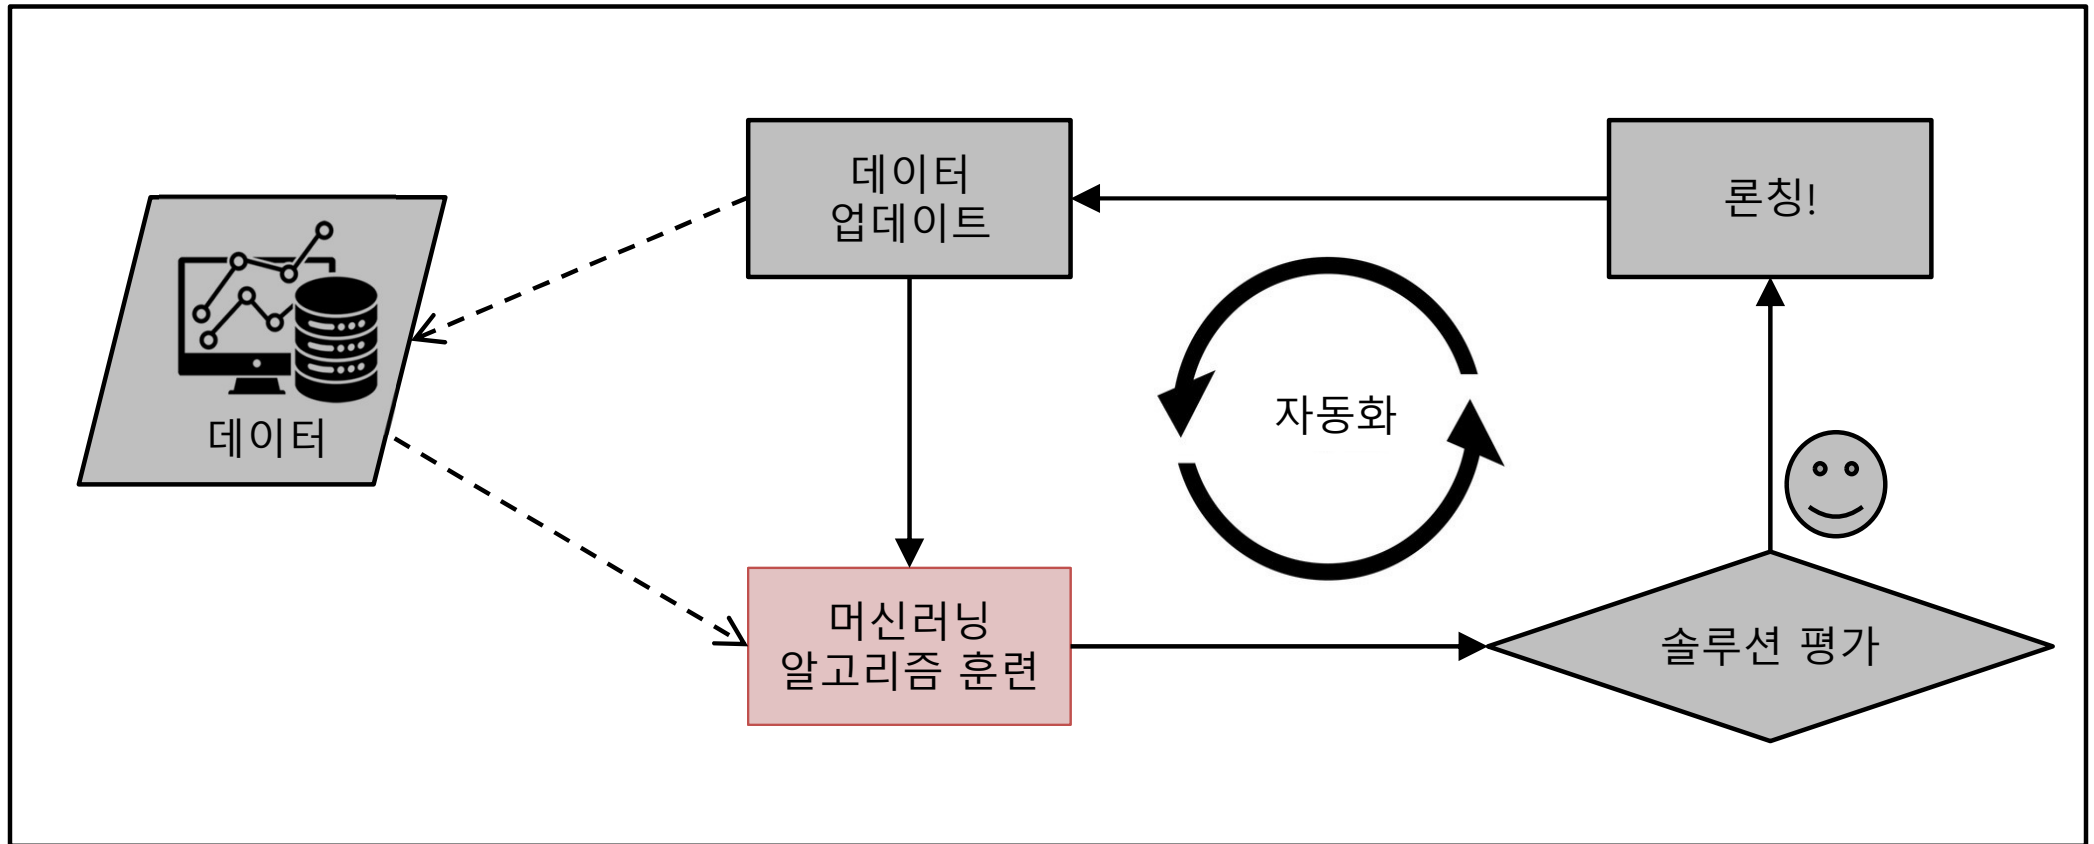 데이터
업데이트
론칭!
데이터
자동화
머신러닝
알고리즘 훈련
솔루션 평가